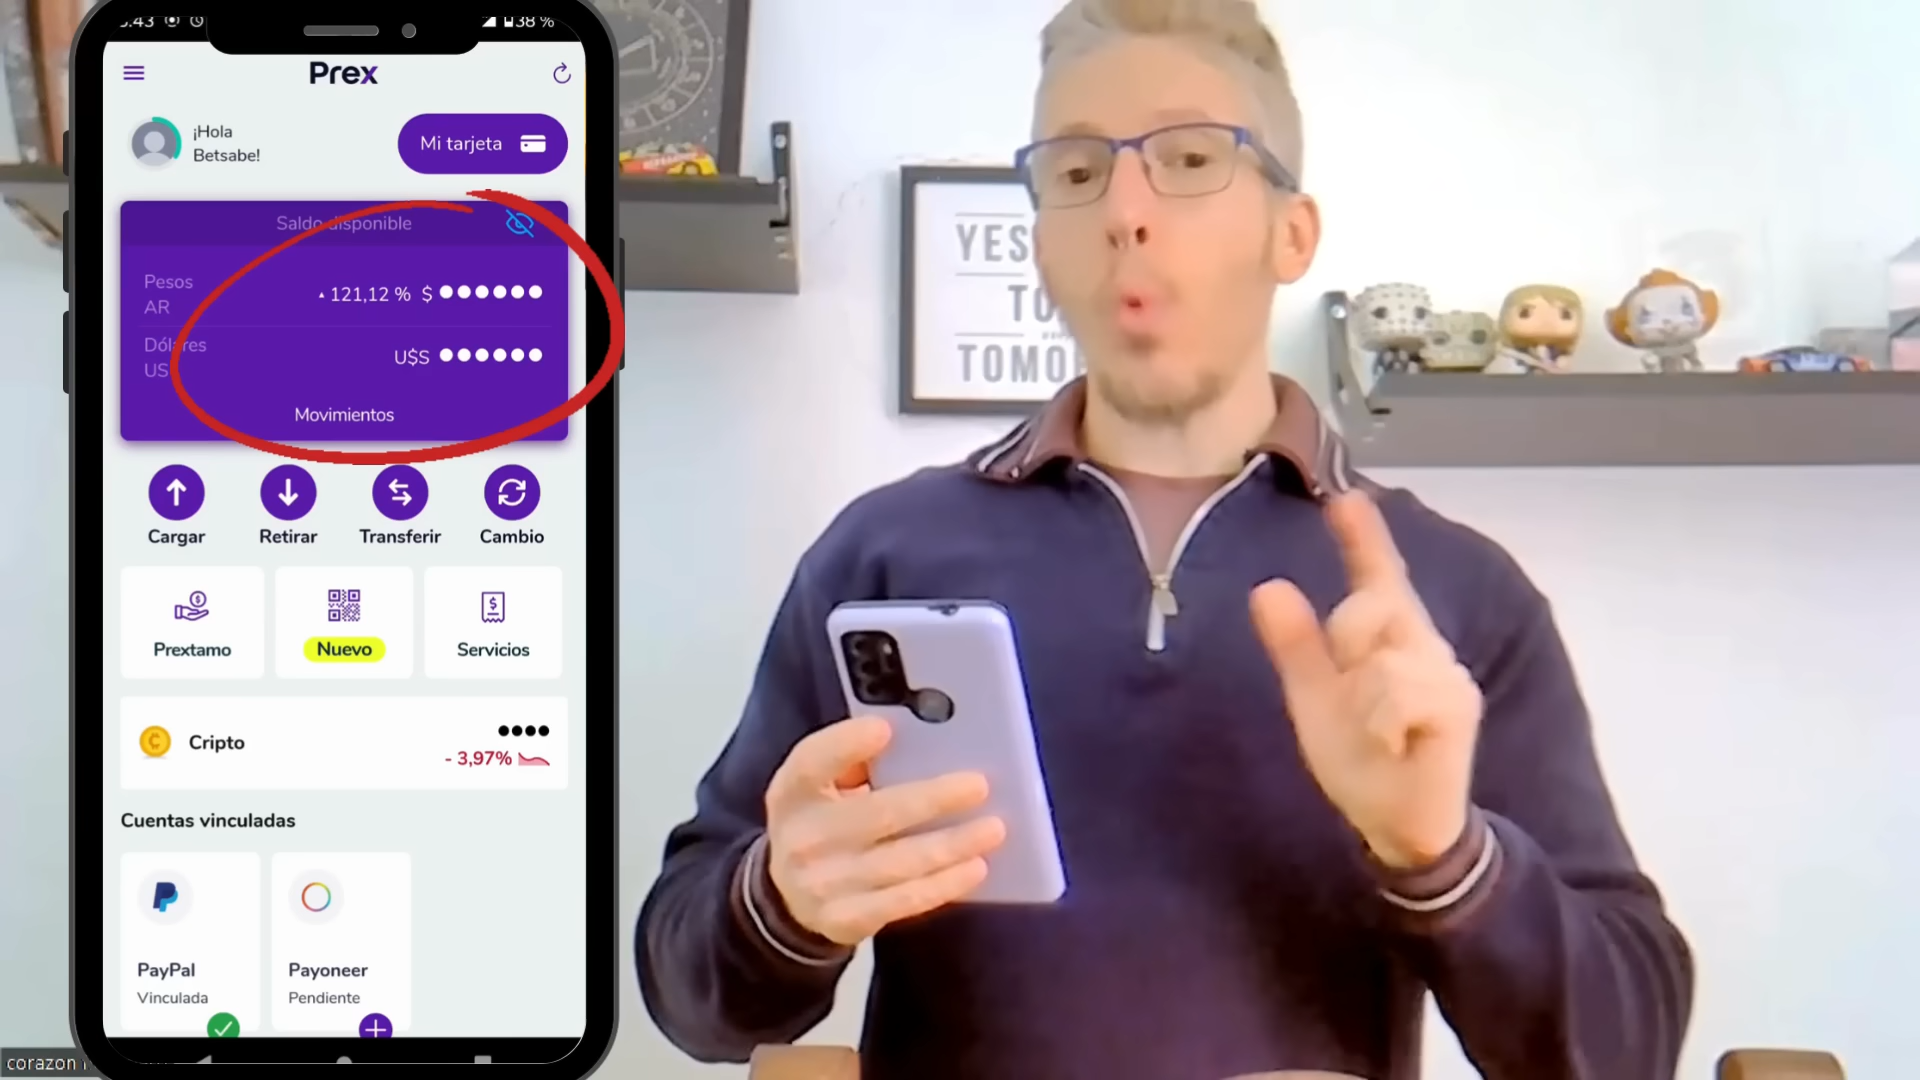 38 %
Prex
¡Hola
Betsabe!
Mi tarjeta
Saldo disponible
Pesos
AR
121,12 % $
Dólares
US
U$S
Movimientos
Cargar
Retirar
Transferir
Cambio
Prextamo
Nuevo
Servicios
Cripto
- 3,97%
Cuentas vinculadas
PayPal
Vinculada
Payoneer
Pendiente
YES
TO
TOMO
corazon